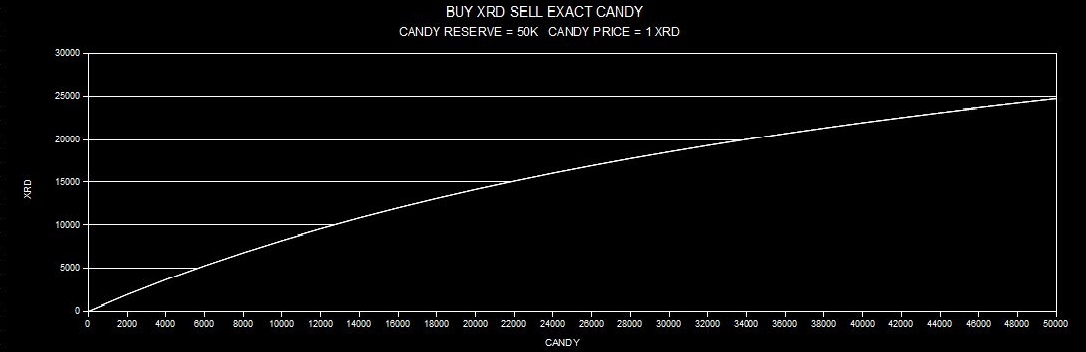 BUY XRD SELL EXACT CANDY
CANDY RESERVE = 50K CANDY PRICE = 1 XRD
30000
25000
20000
15000
10000
5000
0
XRD
0 2000 4000 6000 8000 10000 12000 14000 16000 18000 20000 22000 24000 26000 28000 30000 32000 34000 36000 38000 40000 42000 44000 46000 48000 50000
CANDY